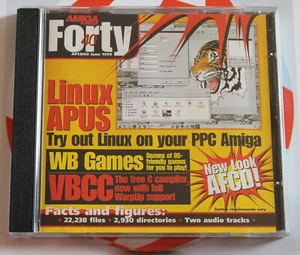 AMIGA
Forty
AFCD40 June 1999
Linux
APUS
Try out Linux on your PPC Amiga
WB Games
Dozens of OS-
friendly games
for you to play!
VBCC
The free C compiler,
now with full
WarpUp support
New Look
AFCD!
Facts and figures:
· 22,238 files · 2,930 directories · Two audio tracks ·